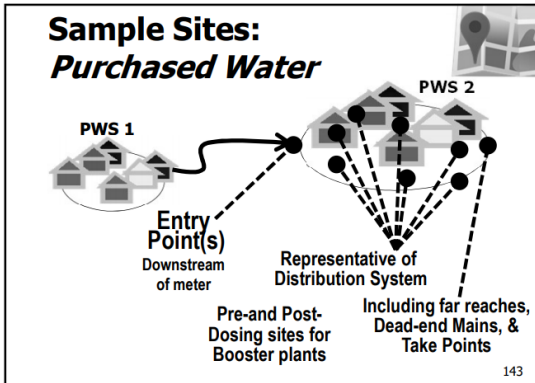 Sample Sites:
Purchased Water
PWS 1
PWS 2
Entry
Point(s)
Downstream
of meter
Representative of
Distribution System
Pre-and Post-
Dosing sites for
Booster plants
Including far reaches,
Dead-end Mains, &
Take Points
143